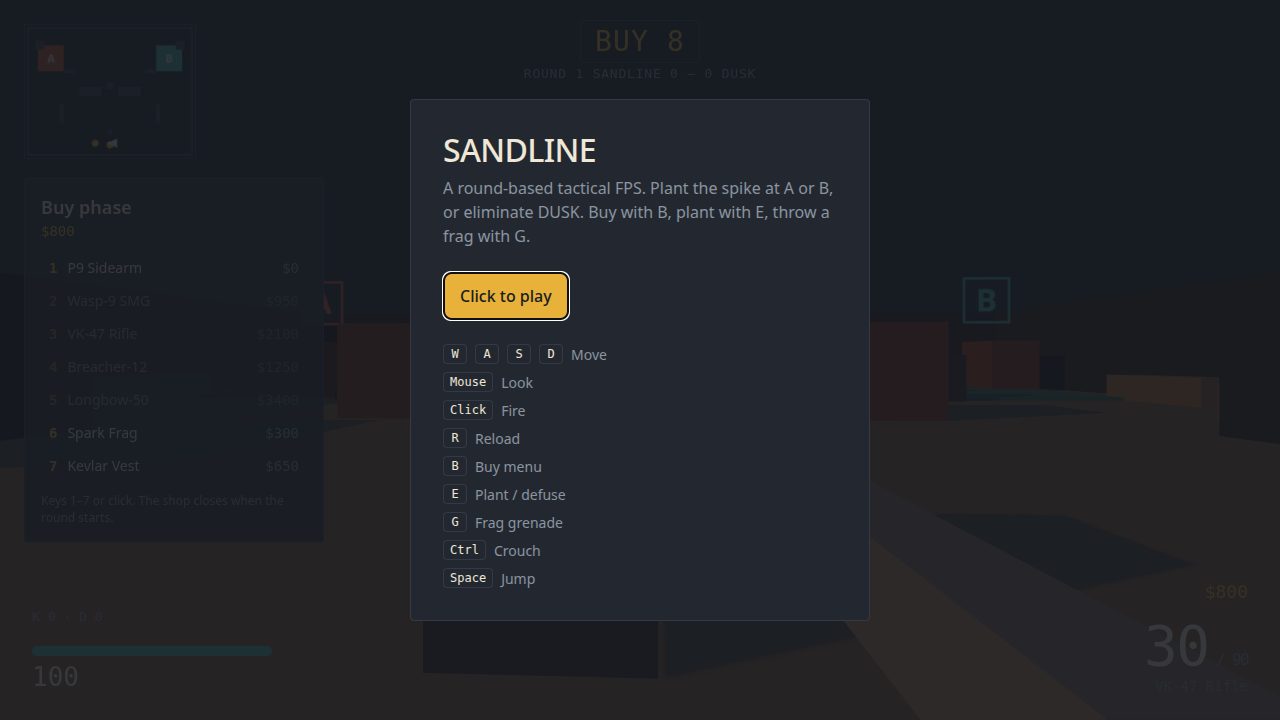 A
B
BUY 8
ROUND 1 SANDLINE 0 — 0 DUSK
Buy phase
$800
1 P9 Sidearm $0
2 Wasp-9 SMG $950
3 VK-47 Rifle $2100
4 Breacher-12 $1250
5 Longbow-50 $3400
6 Spark Frag $300
7 Kevlar Vest $650
Keys 1–7 or click. The shop closes when the
round starts.
A
B
SANDLINE
A round-based tactical FPS. Plant the spike at A or B,
or eliminate DUSK. Buy with B, plant with E, throw a
frag with G.
Click to play
W A S D Move
Mouse Look
Click Fire
R Reload
B Buy menu
E Plant / defuse
G Frag grenade
Ctrl Crouch
Space Jump
K 0 · D 0
100
$800
30 / 90
VK-47 Rifle